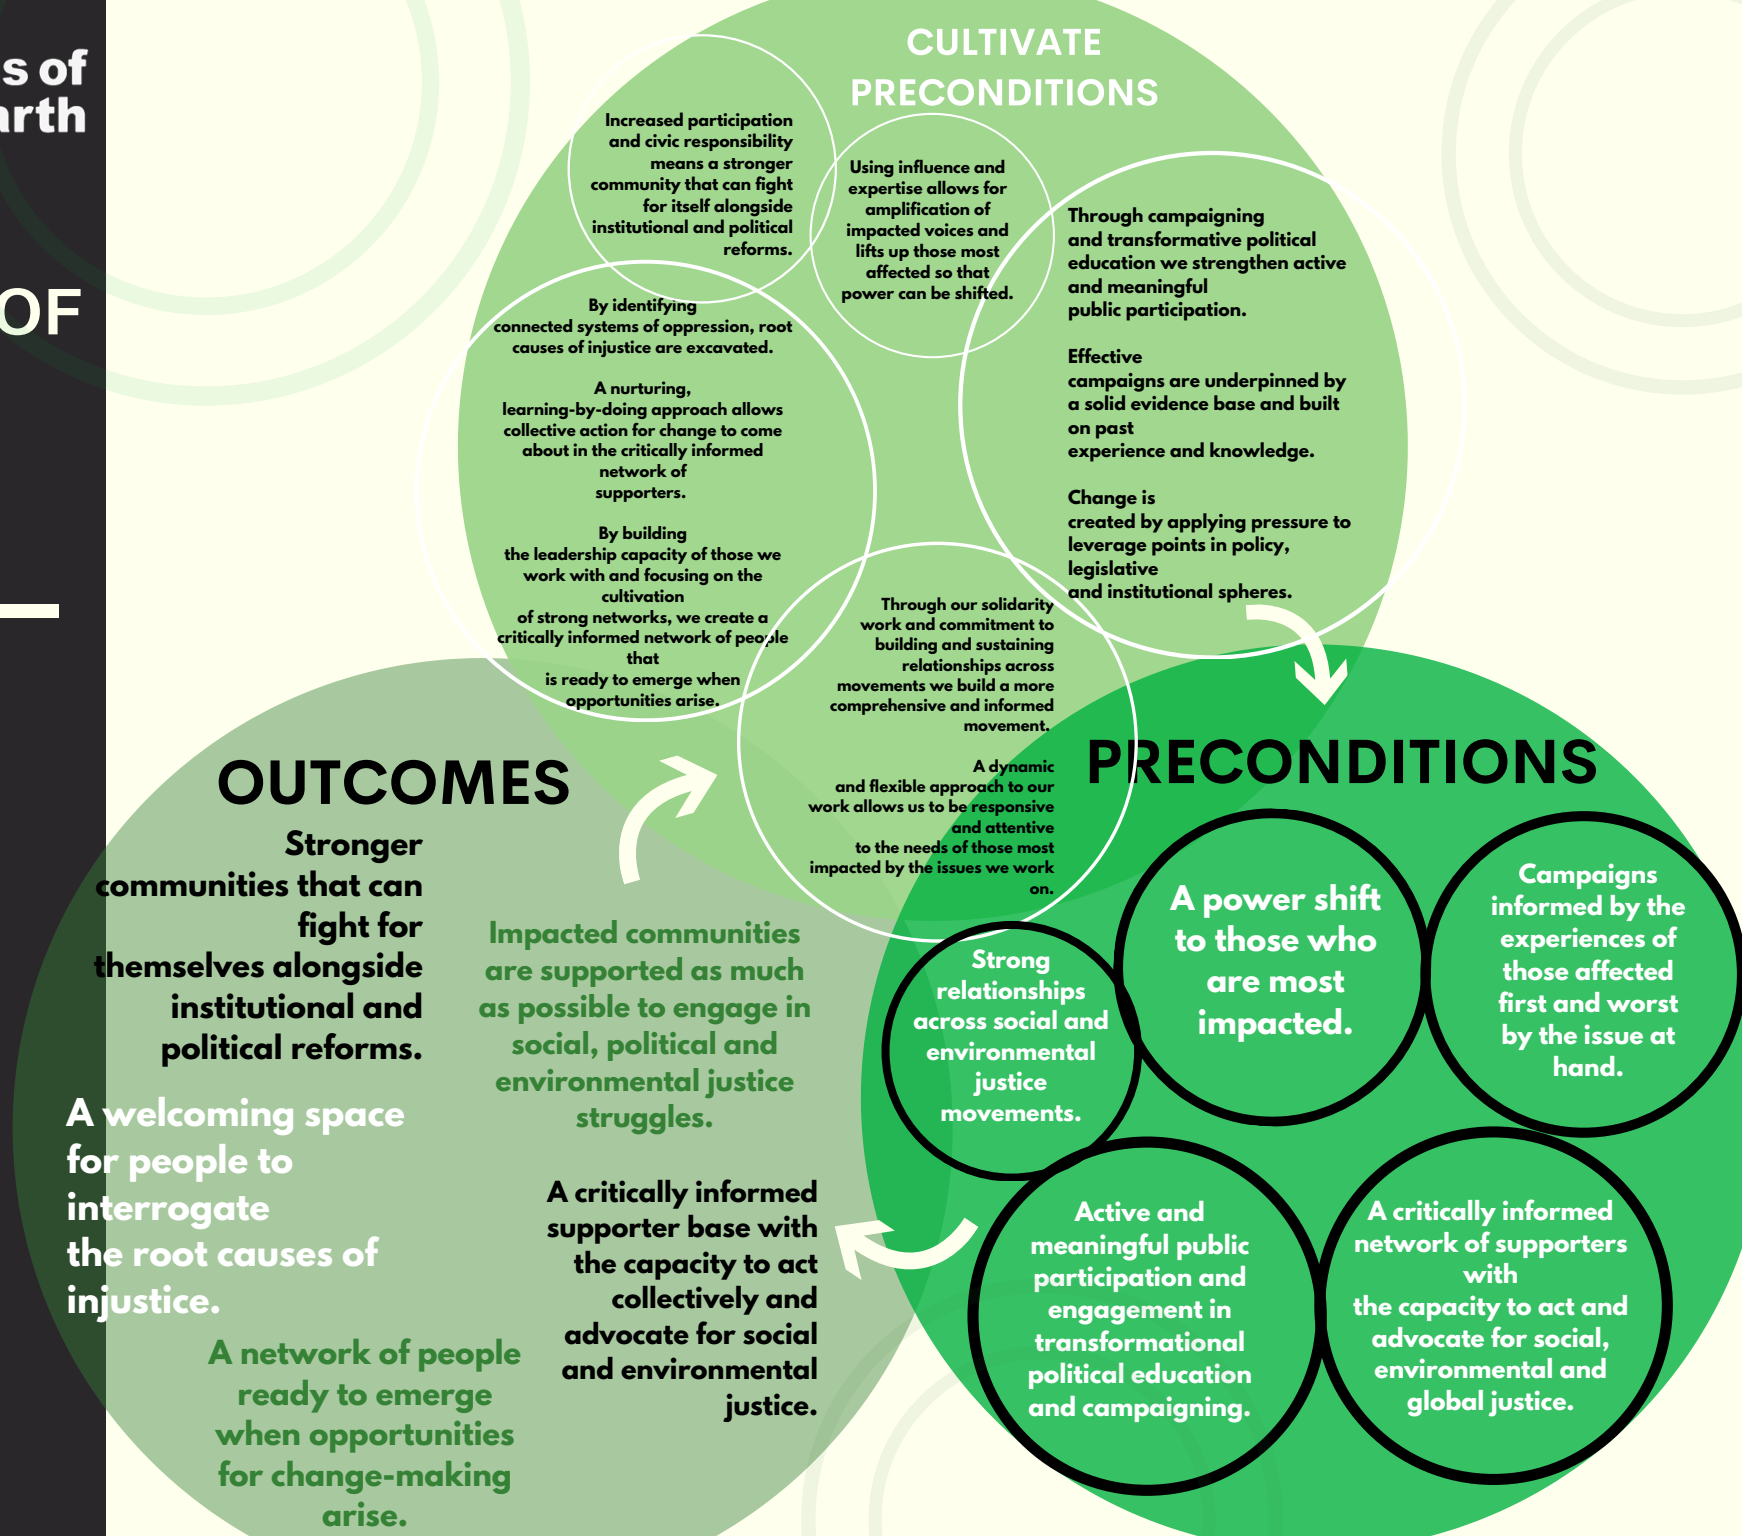 s of
arth
OF
CULTIVATE
PRECONDITIONS
Increased participation
and civic responsibility
means a stronger
community that can fight
for itself alongside
institutional and political
reforms.
Using influence and
expertise allows for
amplification of
impacted voices and
lifts up those most
affected so that
power can be shifted.
Through campaigning
and transformative political
education we strengthen active
and meaningful
public participation.
Effective
campaigns are underpinned by
a solid evidence base and built
on past
experience and knowledge.
Change is
created by applying pressure to
leverage points in policy,
legislative
and institutional spheres.
By identifying
connected systems of oppression, root
causes of injustice are excavated.
A nurturing,
learning-by-doing approach allows
collective action for change to come
about in the critically informed
network of
supporters.
By building
the leadership capacity of those we
work with and focusing on the
cultivation
of strong networks, we create a
critically informed network of people
that
is ready to emerge when
opportunities arise.
Through our solidarity
work and commitment to
building and sustaining
relationships across
movements we build a more
comprehensive and informed
movement.
A dynamic
and flexible approach to our
work allows us to be responsive
and attentive
to the needs of those most
impacted by the issues we work
on.
PRECONDITIONS
A power shift
to those who
are most
impacted.
Campaigns
informed by the
experiences of
those affected
first and worst
by the issue at
hand.
Strong
relationships
across social and
environmental
justice
movements.
Active and
meaningful public
participation and
engagement in
transformational
political education
and campaigning.
A critically informed
network of supporters
with
the capacity to act and
advocate for social,
environmental and
global justice.
OUTCOMES
Stronger
communities that can
fight for
themselves alongside
institutional and
political reforms.
Impacted communities
are supported as much
as possible to engage in
social, political and
environmental justice
struggles.
A welcoming space
for people to
interrogate
the root causes of
injustice.
A critically informed
supporter base with
the capacity to act
collectively and
advocate for social
and environmental
justice.
A network of people
ready to emerge
when opportunities
for change-making
arise.